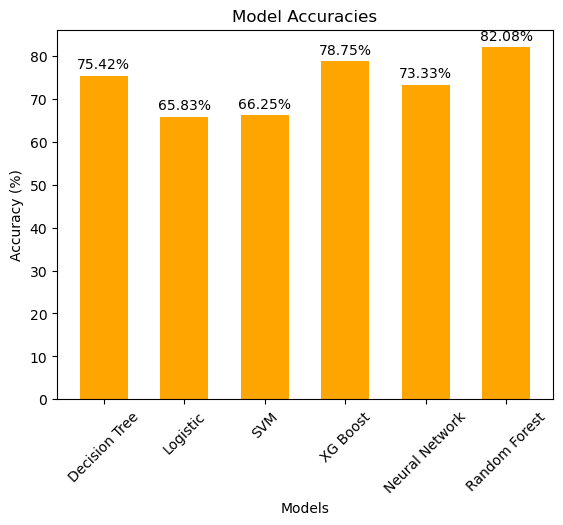 Model Accuracies
82.08%
78.75%
75.42%
73.33%
66.25%
65.83%
80
70
60
50
40
30
20
10
0
Accuracy (%)
Decision Tree
Logistic
SVM
XG Boost
Neural Network
Random Forest
Models